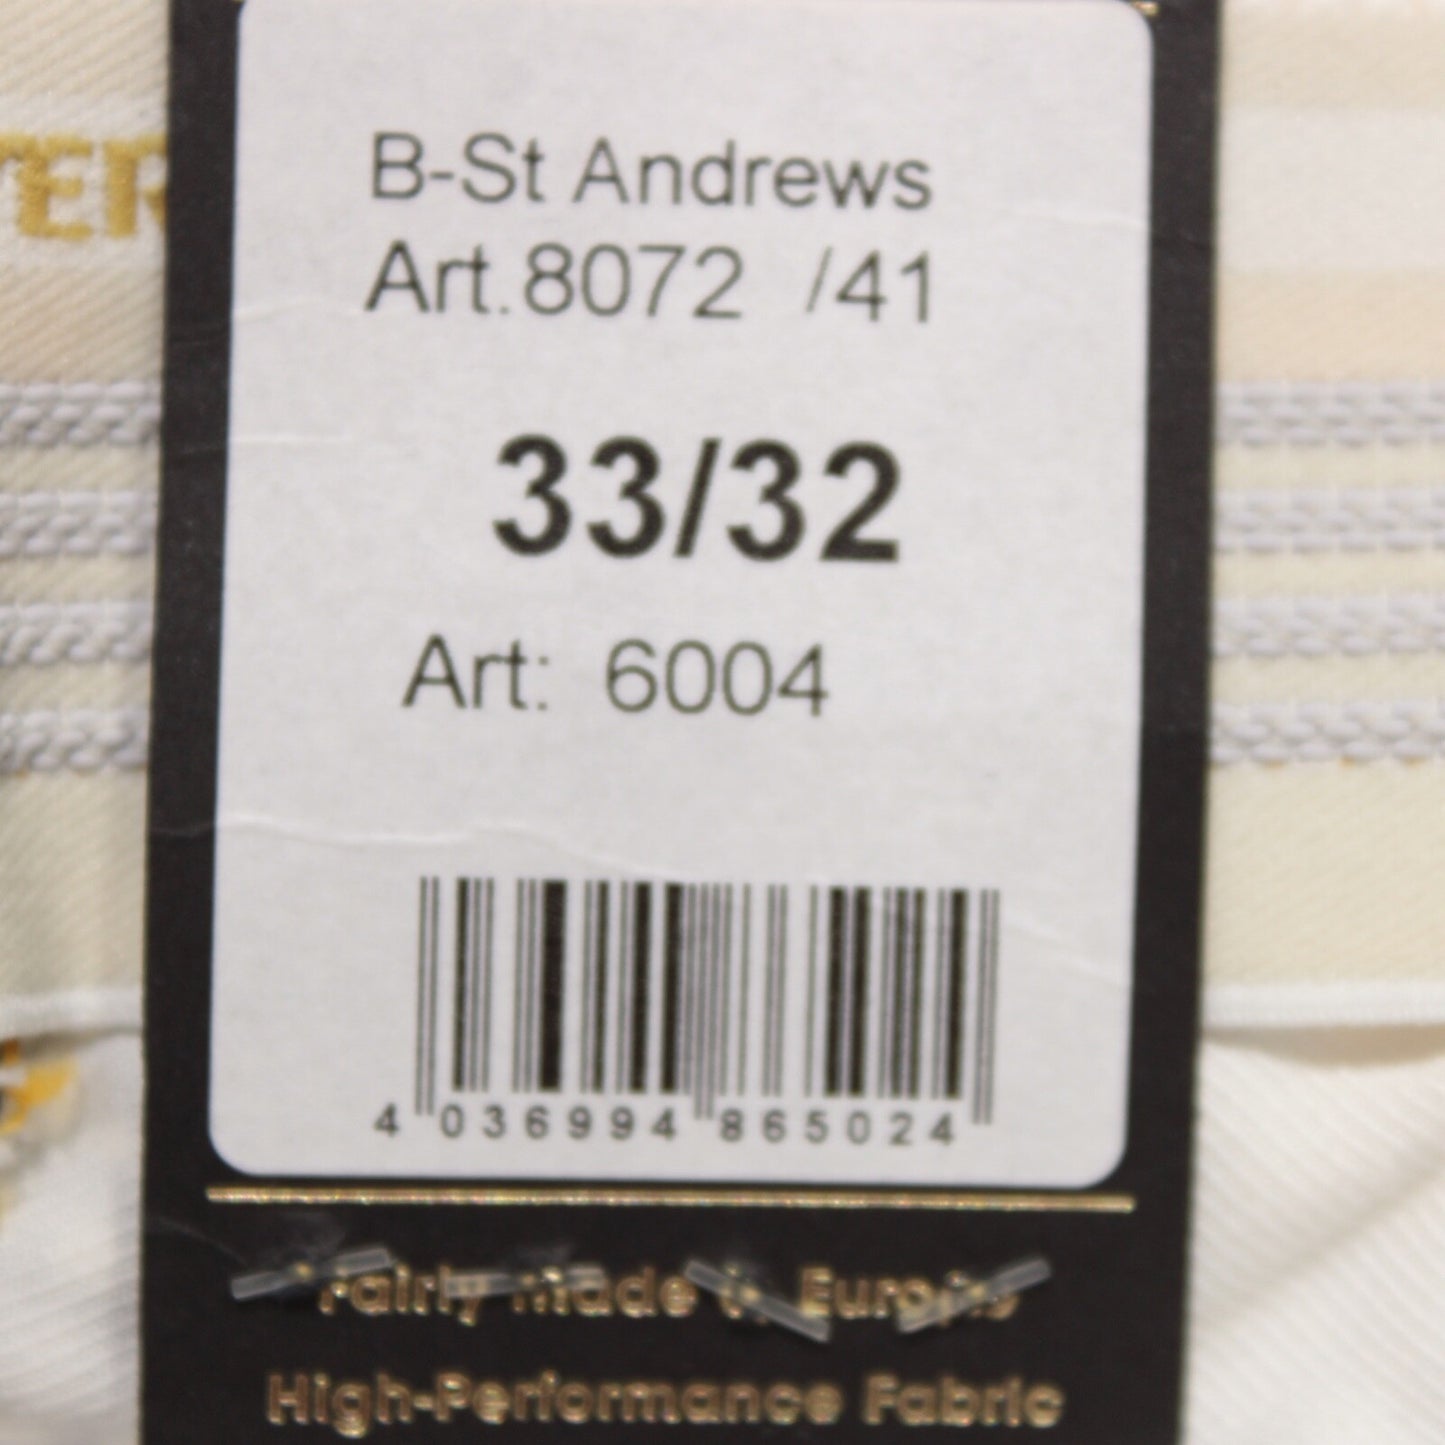 TER
B-St Andrews
Art.8072 /41
33/32
Art: 6004
4 036994 865024
Fairly made in Europe
High-Performance Fabric